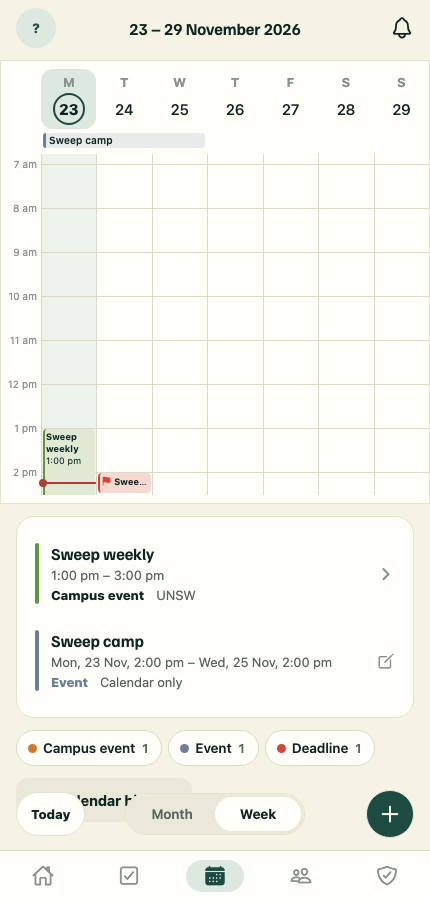 ?
23 – 29 November 2026
M T W T F S S
23 24 25 26 27 28 29
Sweep camp
7 am
8 am
9 am
10 am
11 am
12 pm
1 pm
Sweep
weekly
1:00 pm
2 pm
Swee...
Sweep weekly
1:00 pm – 3:00 pm
Campus event UNSW
Sweep camp
Mon, 23 Nov, 2:00 pm – Wed, 25 Nov, 2:00 pm
Event Calendar only
Campus event 1 Event 1 Deadline 1
Today Month Week